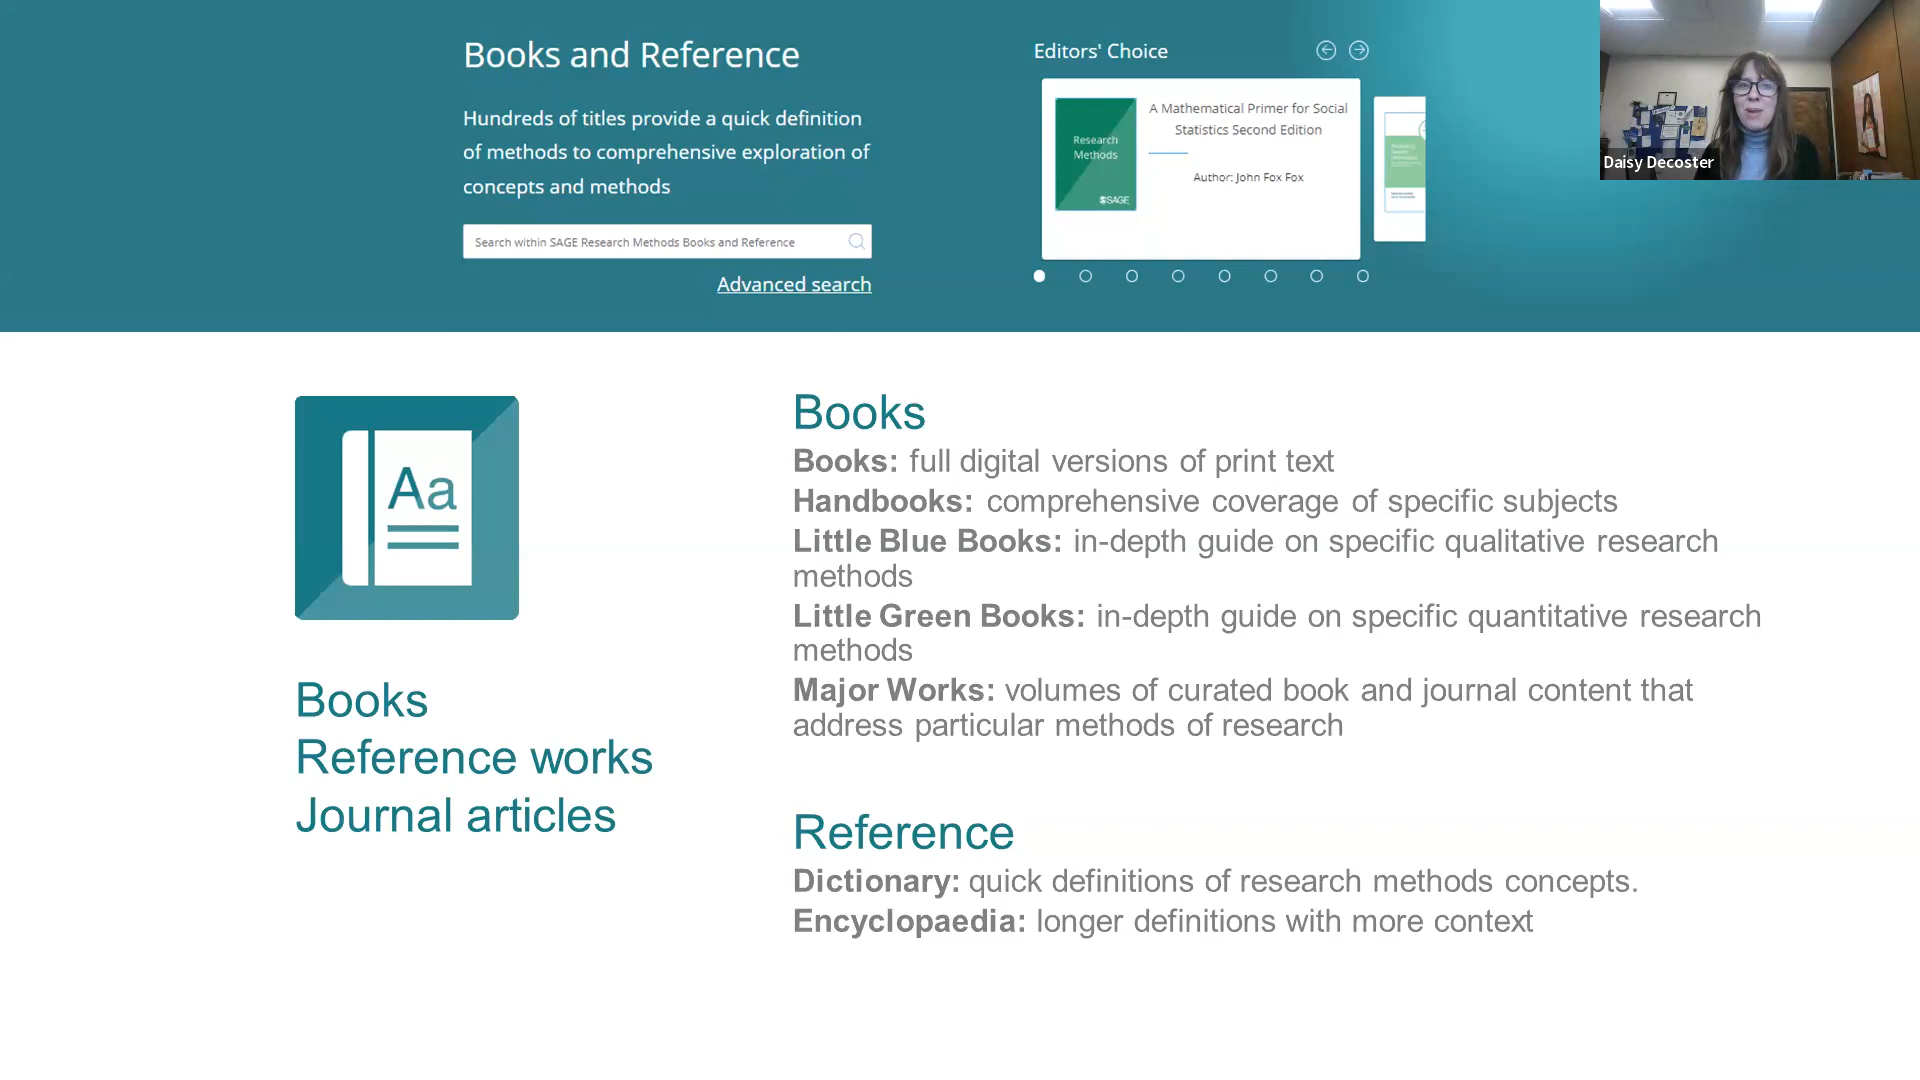 Books and Reference
Hundreds of titles provide a quick definition
of methods to comprehensive exploration of
concepts and methods
Search within SAGE Research Methods Books and Reference
Advanced search
Editors' Choice
Research
Methods
SAGE
A Mathematical Primer for Social
Statistics Second Edition
Author: John Fox Fox
Daisy Decoster
Aa
Books
Reference works
Journal articles
Books
Books: full digital versions of print text
Handbooks: comprehensive coverage of specific subjects
Little Blue Books: in-depth guide on specific qualitative research
methods
Little Green Books: in-depth guide on specific quantitative research
methods
Major Works: volumes of curated book and journal content that
address particular methods of research
Reference
Dictionary: quick definitions of research methods concepts.
Encyclopaedia: longer definitions with more context